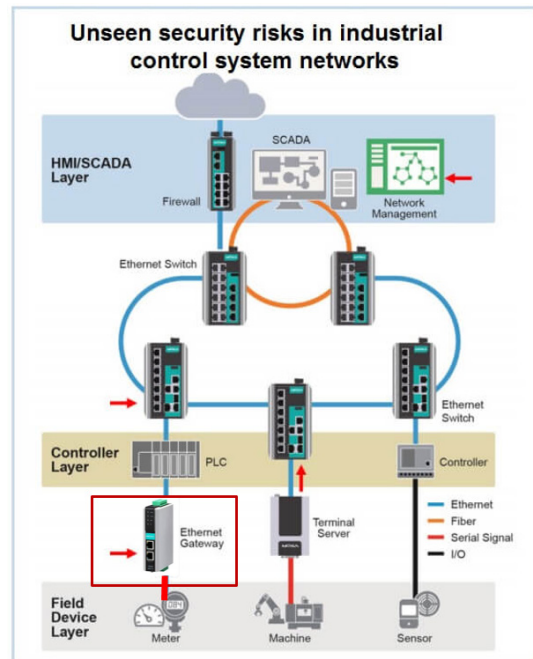 Unseen security risks in industrial
control system networks
SCADA
HMI/SCADA
Layer
Firewall
Network
Management
Ethernet Switch
Ethernet
Switch
Controller
Layer
PLC
Controller
Ethernet
Gateway
Terminal
Server
Ethernet
Fiber
Serial Signal
I/O
Field
Device
Layer
Meter
Machine
Sensor